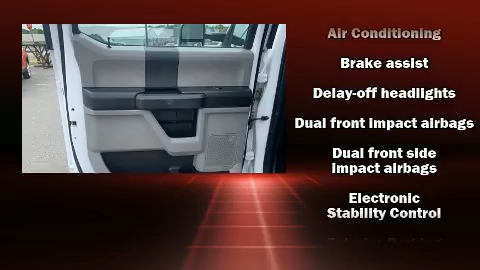 Air Conditioning
Brake assist
Delay-off headlights
Dual front impact airbags
Dual front side
impact airbags
Electronic
Stability Control